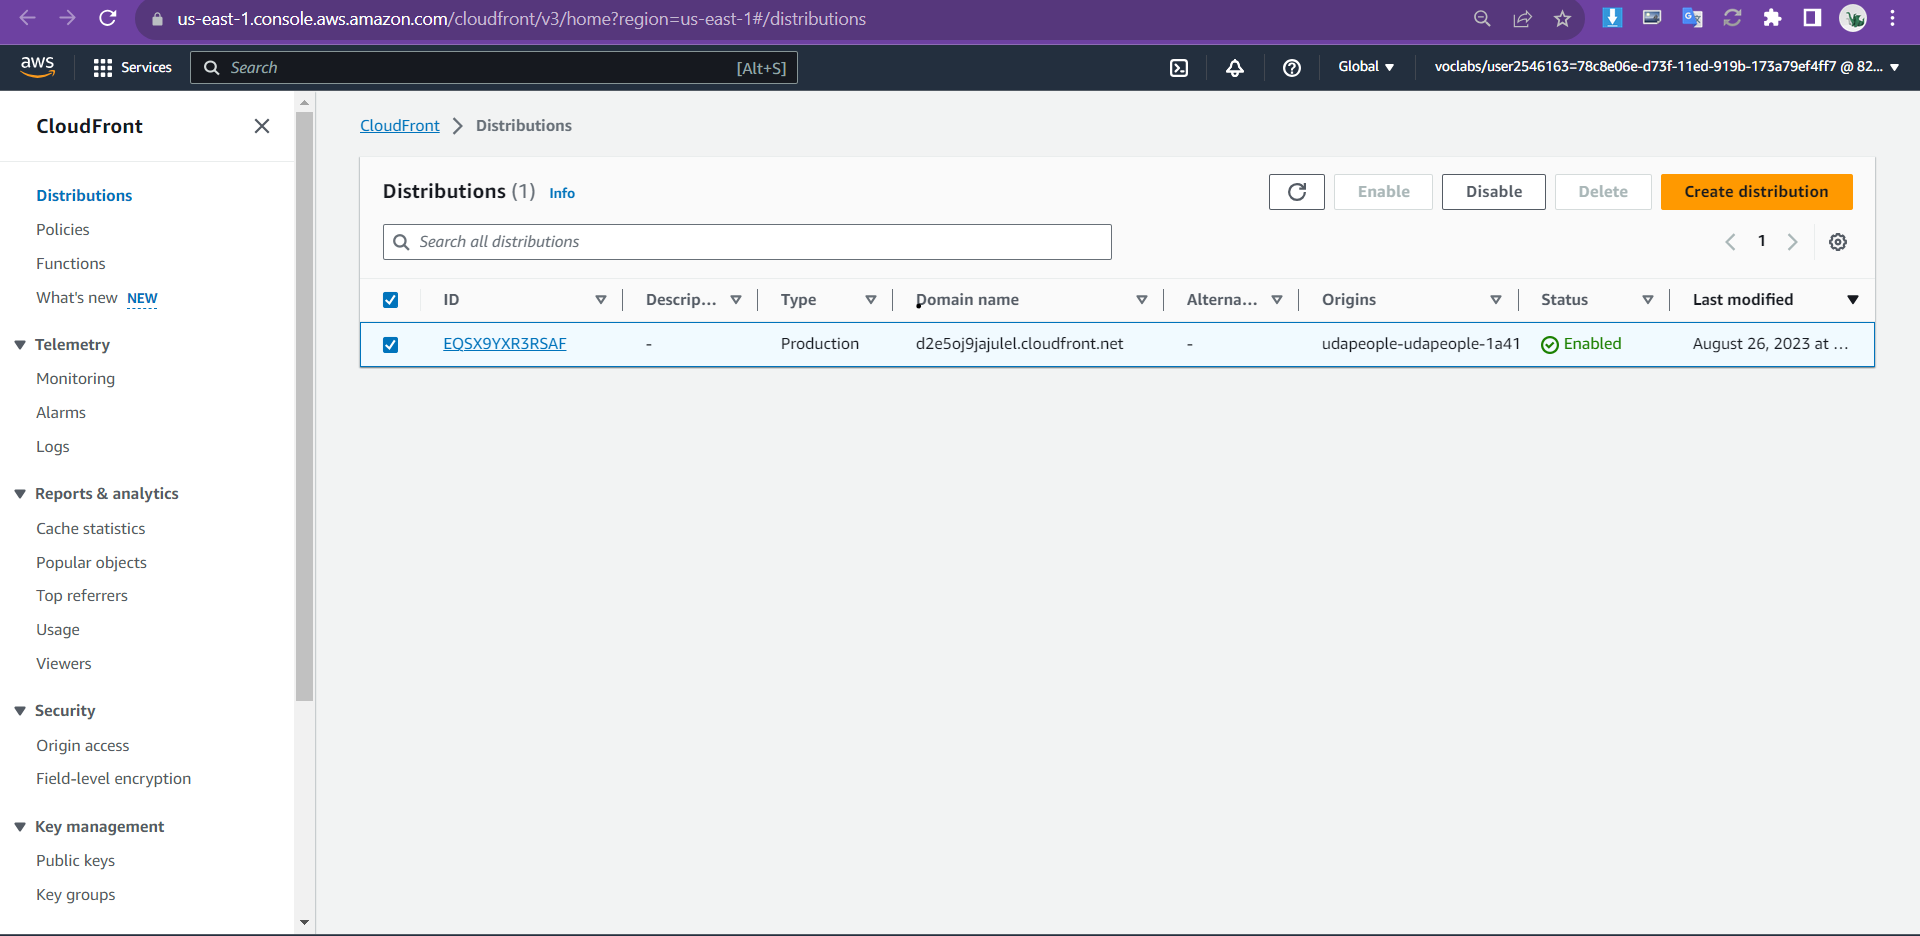 us-east-1.console.aws.amazon.com/cloudfront/v3/home?region=us-east-1#/distributions
aws Services Search [Alt+S] Global voclabs/user2546163=78c8e06e-d73f-11ed-919b-173a79ef4ff7 @ 82...
CloudFront
Distributions
Policies
Functions
What's new NEW
Telemetry
Monitoring
Alarms
Logs
Reports & analytics
Cache statistics
Popular objects
Top referrers
Usage
Viewers
Security
Origin access
Field-level encryption
Key management
Public keys
Key groups
CloudFront > Distributions
Distributions (1) Info Enable Disable Delete Create distribution
Search all distributions 1
ID Descrip... Type Domain name Alterna... Origins Status Last modified
EQSX9YXR3RSAF - Production d2e5oj9jajulel.cloudfront.net - udapeople-udapeople-1a41 Enabled August 26, 2023 at ...